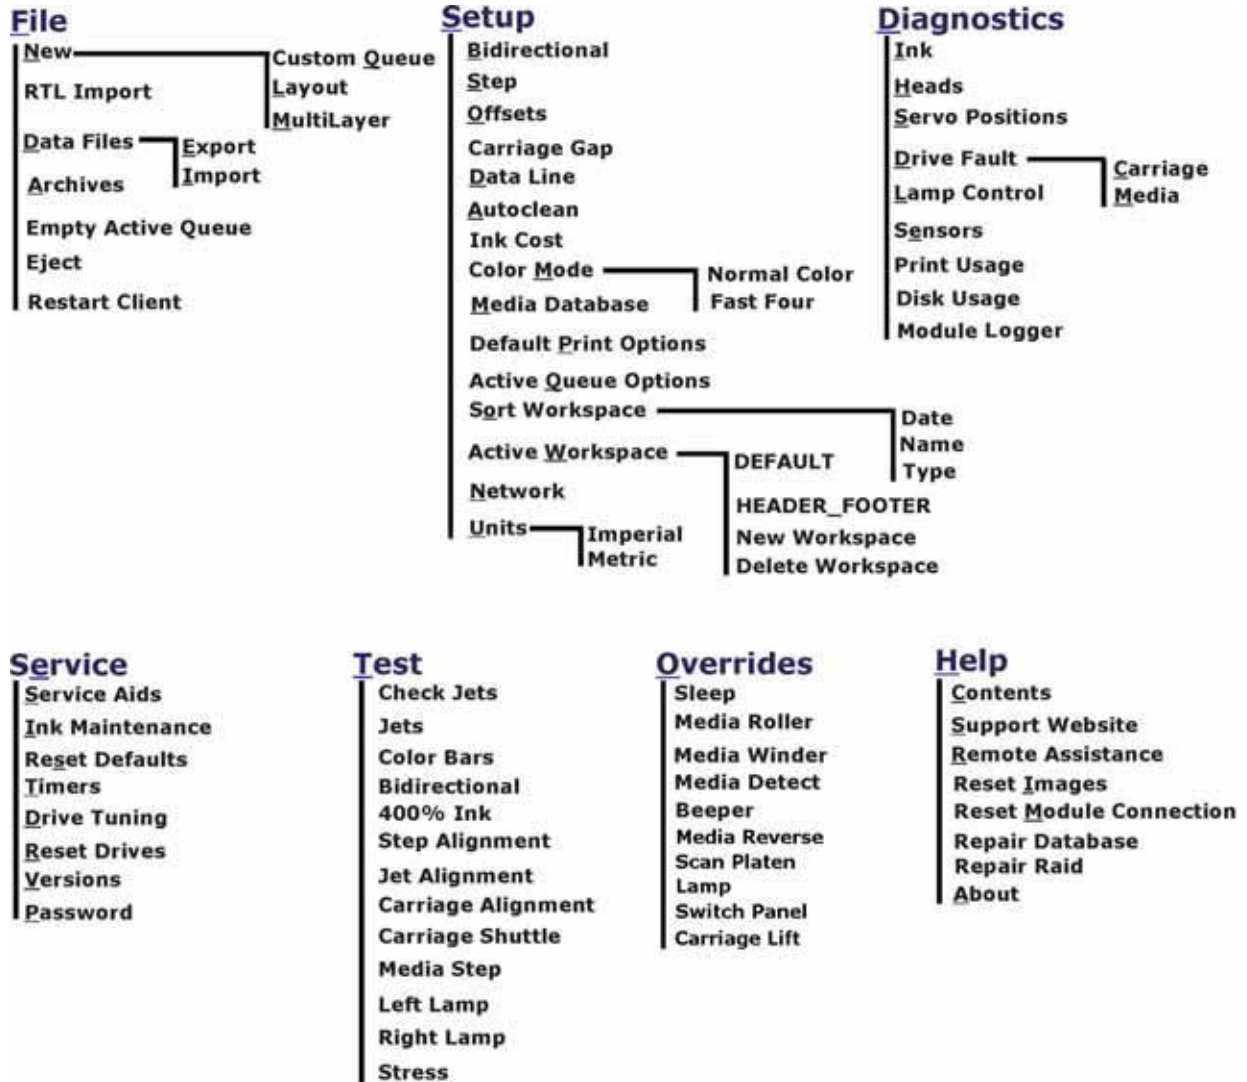 File
New
Custom Queue
Layout
MultiLayer
RTL Import
Data Files
Export
Import
Archives
Empty Active Queue
Eject
Restart Client
Setup
Bidirectional
Step
Offsets
Carriage Gap
Data Line
Autoclean
Ink Cost
Color Mode
Normal Color
Fast Four
Media Database
Default Print Options
Active Queue Options
Sort Workspace
Date
Name
Type
Active Workspace
DEFAULT
HEADER_FOOTER
New Workspace
Delete Workspace
Network
Units
Imperial
Metric
Diagnostics
Ink
Heads
Servo Positions
Drive Fault
Carriage
Media
Lamp Control
Sensors
Print Usage
Disk Usage
Module Logger
Service
Service Aids
Ink Maintenance
Reset Defaults
Timers
Drive Tuning
Reset Drives
Versions
Password
Test
Check Jets
Jets
Color Bars
Bidirectional
400% Ink
Step Alignment
Jet Alignment
Carriage Alignment
Carriage Shuttle
Media Step
Left Lamp
Right Lamp
Stress
Overrides
Sleep
Media Roller
Media Winder
Media Detect
Beeper
Media Reverse
Scan Platen
Lamp
Switch Panel
Carriage Lift
Help
Contents
Support Website
Remote Assistance
Reset Images
Reset Module Connection
Repair Database
Repair Raid
About